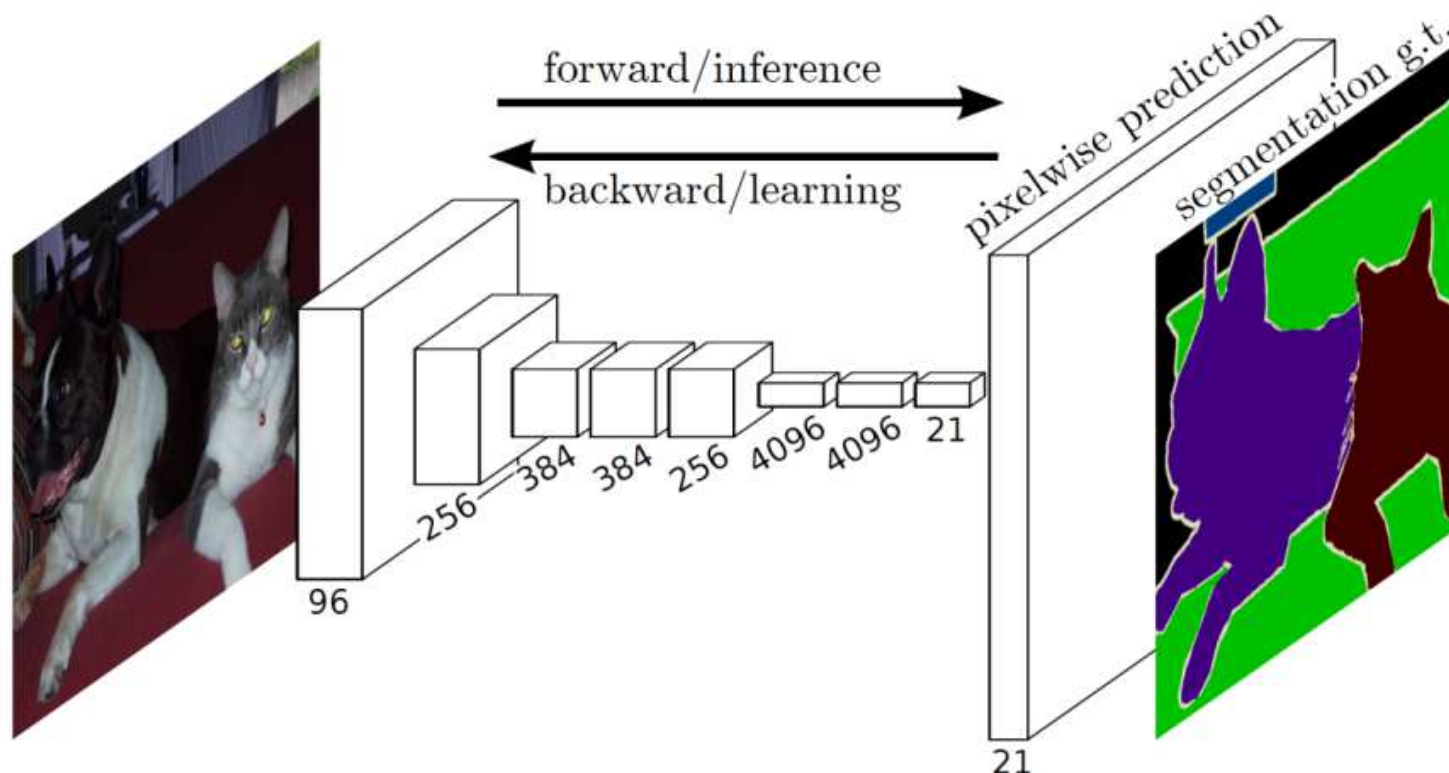 forward/inference
backward/learning
pixelwise prediction
segmentation g.t.
96
256
384
384
256
4096
4096
21
21